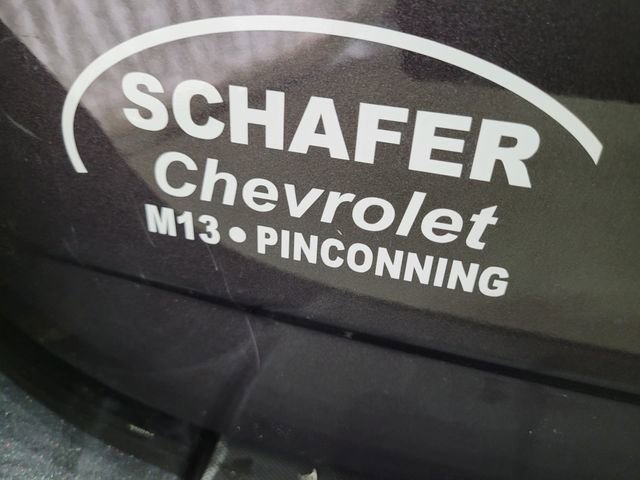 SCHAFER
Chevrolet
M13 • PINCONNING